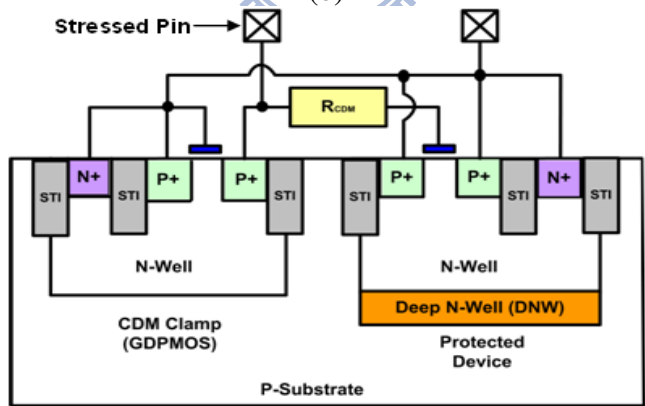 Stressed Pin
RCDM
N+
P+
P+
P+
P+
N+
STI
STI
STI
STI
STI
STI
N-Well
N-Well
Deep N-Well (DNW)
CDM Clamp
(GDPMOS)
Protected
Device
P-Substrate